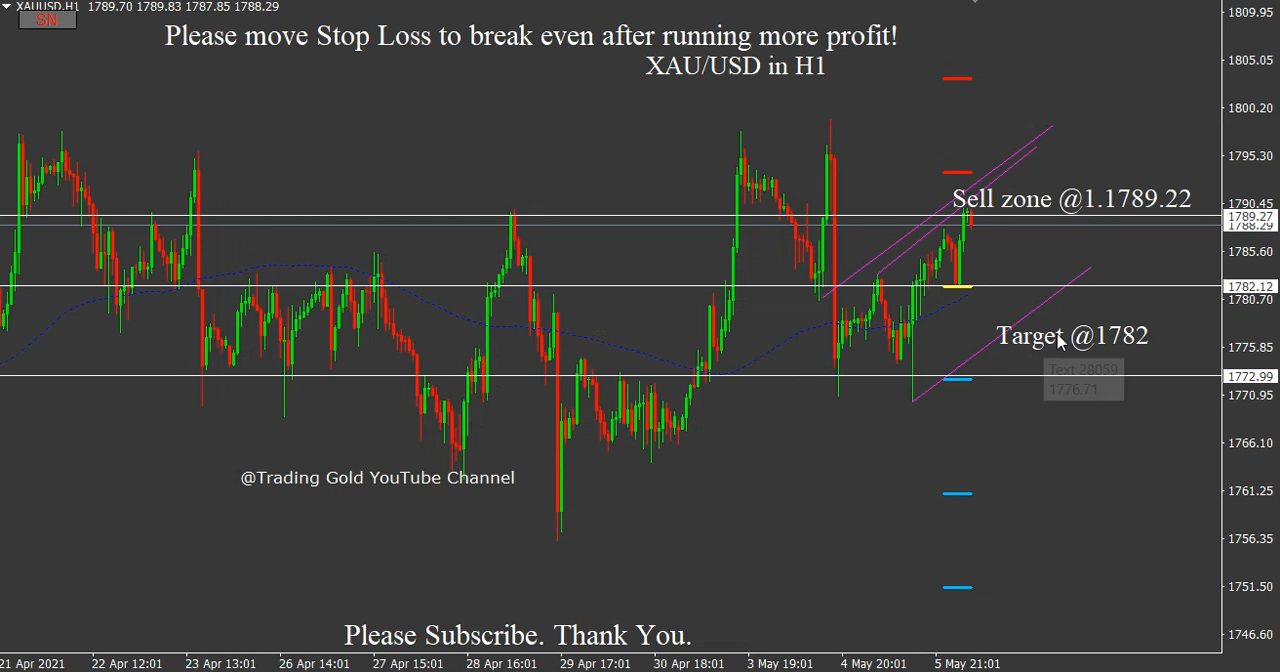 XAUUSD.H1 1789.70 1789.83 1787.85 1788.29
SN
Please move Stop Loss to break even after running more profit!
XAU/USD in H1
1809.95
1805.05
1800.20
1795.30
Sell zone @1.1789.22
1790.45
1789.27
1788.29
1785.60
1782.12
1780.70
Target @1782
1775.85
Text 28059
1776.71
1772.99
1770.95
1766.10
@Trading Gold YouTube Channel
1761.25
1756.35
1751.50
1746.60
Please Subscribe. Thank You.
21 Apr 2021 22 Apr 12:01 23 Apr 13:01 26 Apr 14:01 27 Apr 15:01 28 Apr 16:01 29 Apr 17:01 30 Apr 18:01 3 May 19:01 4 May 20:01 5 May 21:01